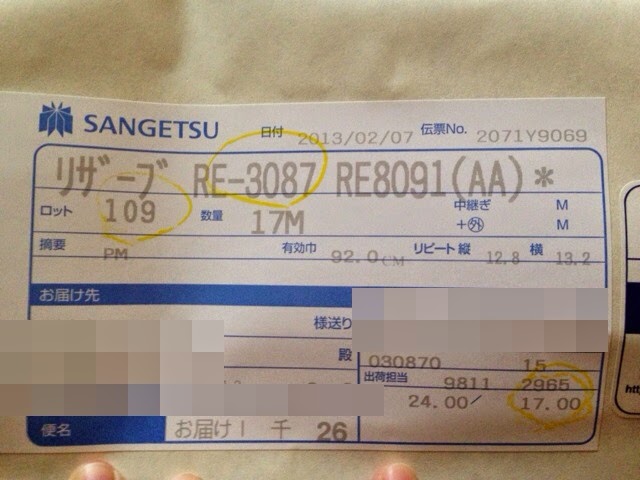 SANGETSU 日付 2013/02/07 伝票No. 2071Y9069
リザーブ RE-3087 RE8091(AA)*
ロット 109 数量 17M 中継ぎ M
+外 M
摘要 PM 有効巾 92.0CM リピート 縦 12.8 横 13.2
お届け先
様送り
殿 030870 15
出荷担当 9811 2965
24.00/ 17.00
便名 お届け! 千 26
htt